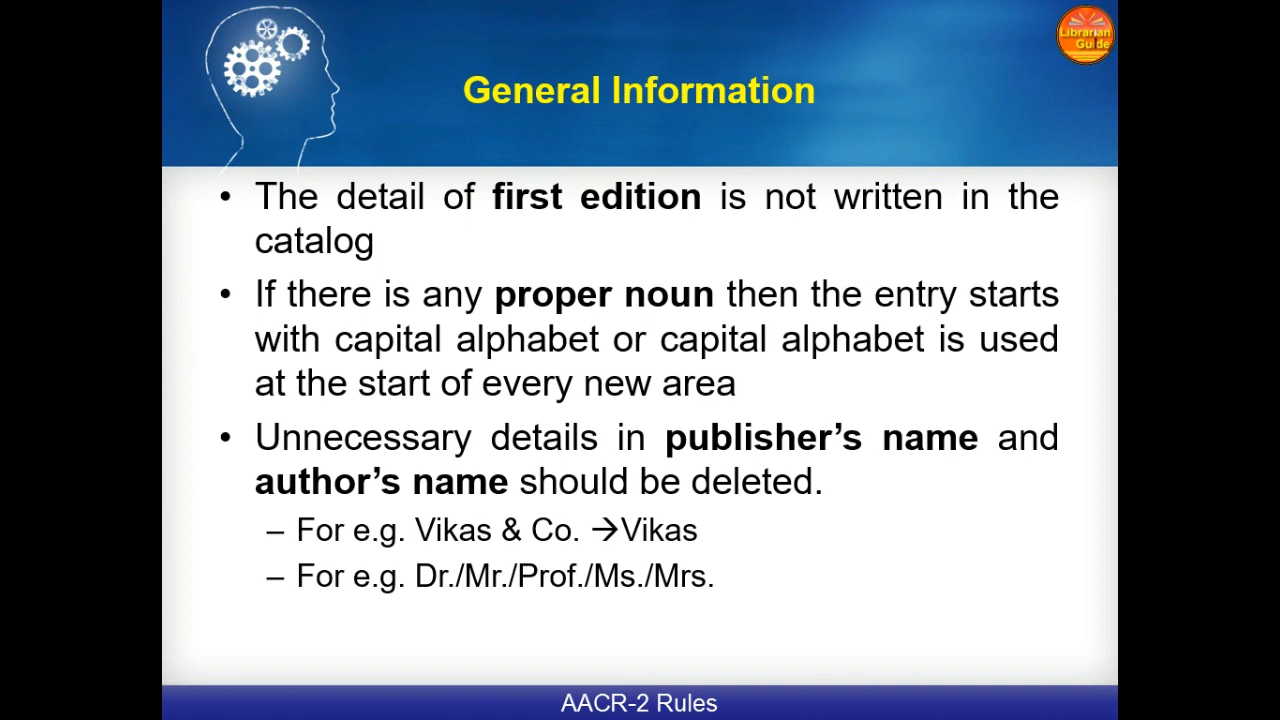 Librarian
Guide
General Information
• The detail of first edition is not written in the
catalog
• If there is any proper noun then the entry starts
with capital alphabet or capital alphabet is used
at the start of every new area
• Unnecessary details in publisher’s name and
author’s name should be deleted.
– For e.g. Vikas & Co. →Vikas
– For e.g. Dr./Mr./Prof./Ms./Mrs.
AACR-2 Rules